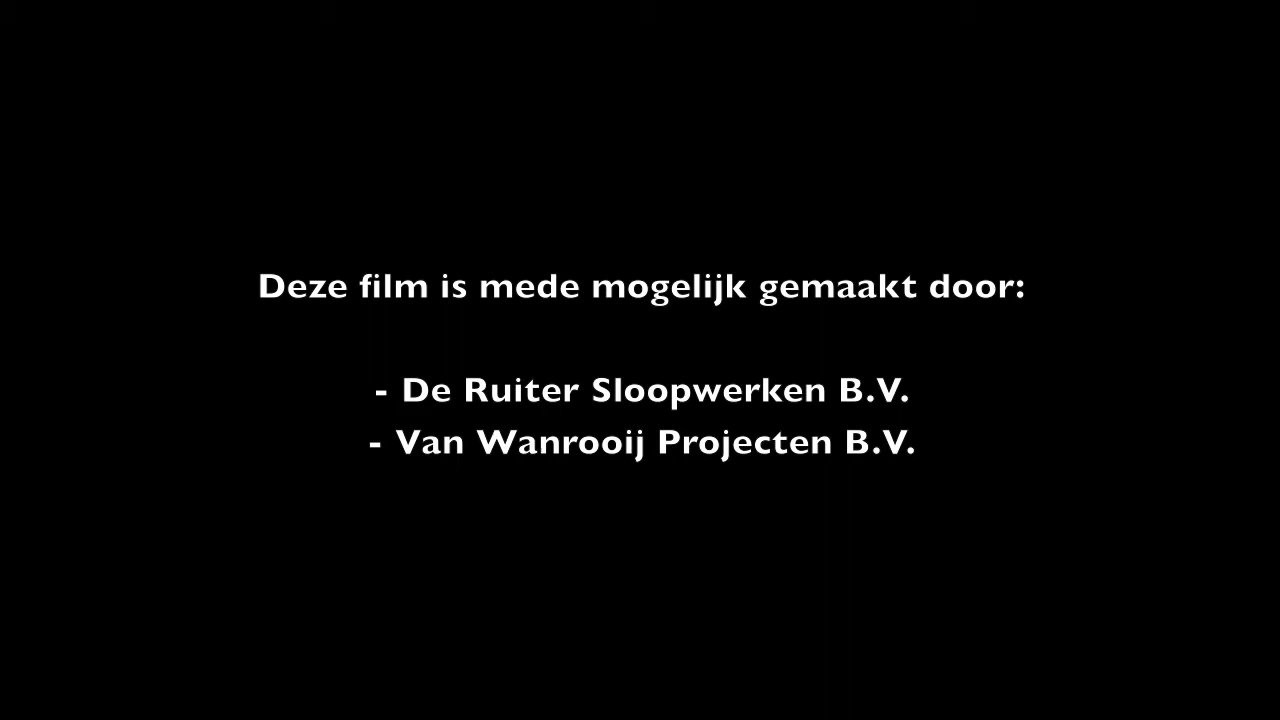 Deze film is mede mogelijk gemaakt door:
- De Ruiter Sloopwerken B.V.
- Van Wanrooij Projecten B.V.